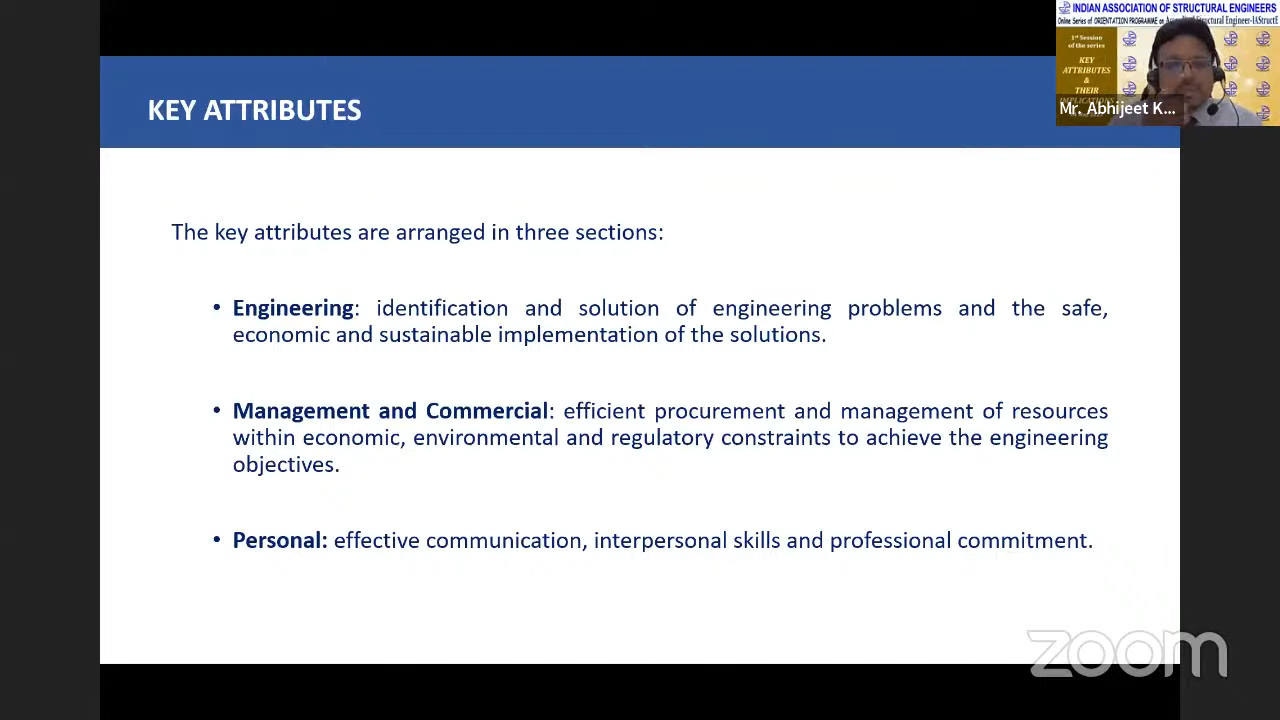 INDIAN ASSOCIATION OF STRUCTURAL ENGINEERS
Online Series of ORIENTATION PROGRAMME on Structural Engineer-IAStructE
1st Session
of the series
KEY
ATTRIBUTES
&
THEIR
IMPLICATIONS
Mr. Abhijeet K...
KEY ATTRIBUTES
The key attributes are arranged in three sections:
• Engineering: identification and solution of engineering problems and the safe,
economic and sustainable implementation of the solutions.
• Management and Commercial: efficient procurement and management of resources
within economic, environmental and regulatory constraints to achieve the engineering
objectives.
• Personal: effective communication, interpersonal skills and professional commitment.
zoom